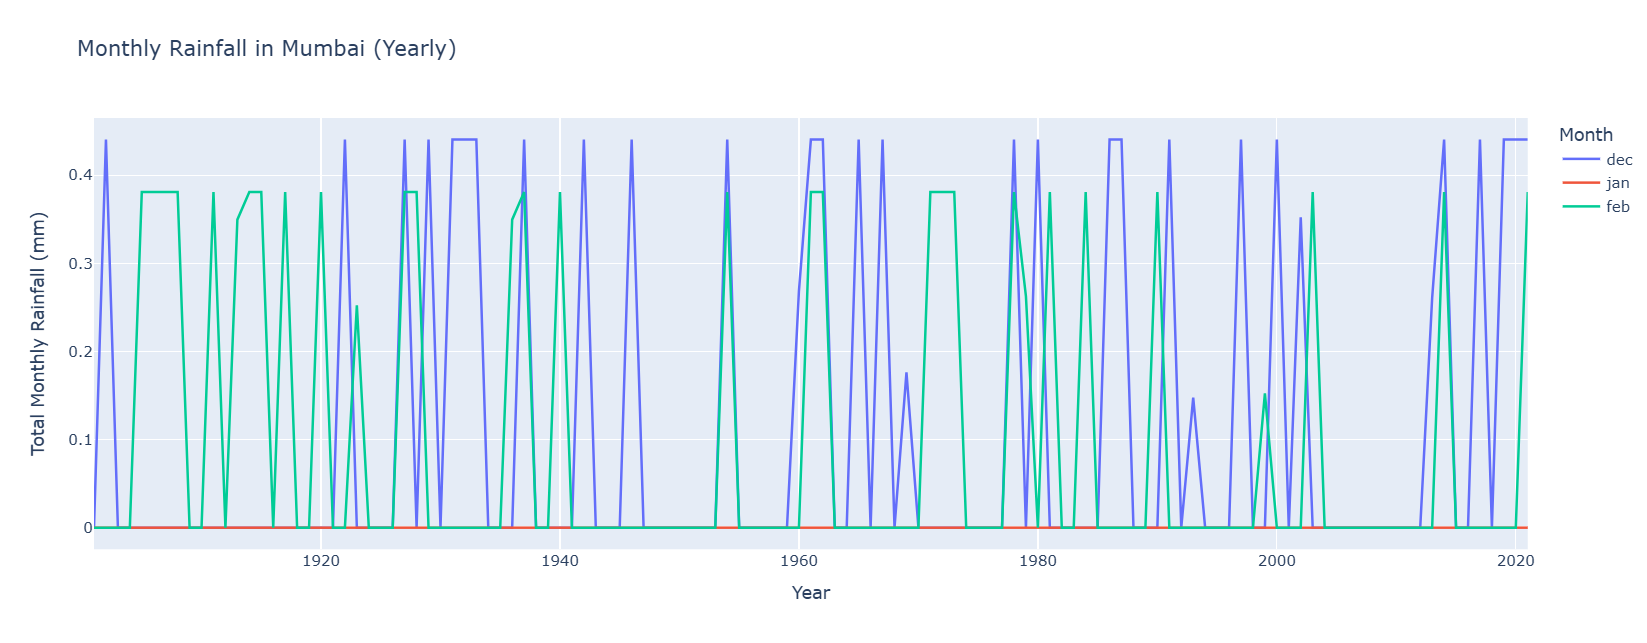 Monthly Rainfall in Mumbai (Yearly)
Month
dec
jan
feb
Total Monthly Rainfall (mm)
0.4
0.3
0.2
0.1
0
1920
1940
1960
1980
2000
2020
Year